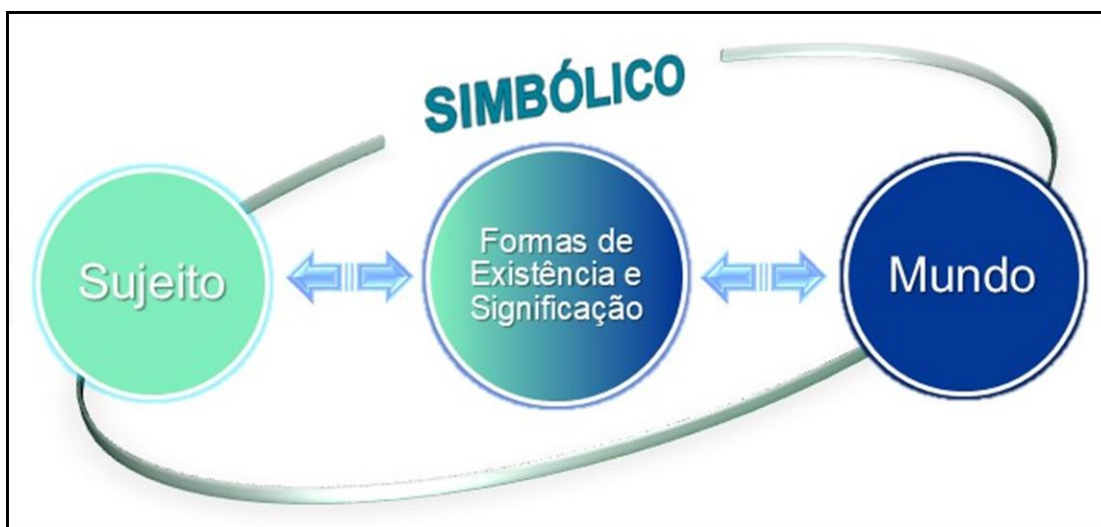 SIMBÓLICO
Sujeito
Formas de
Existência e
Significação
Mundo